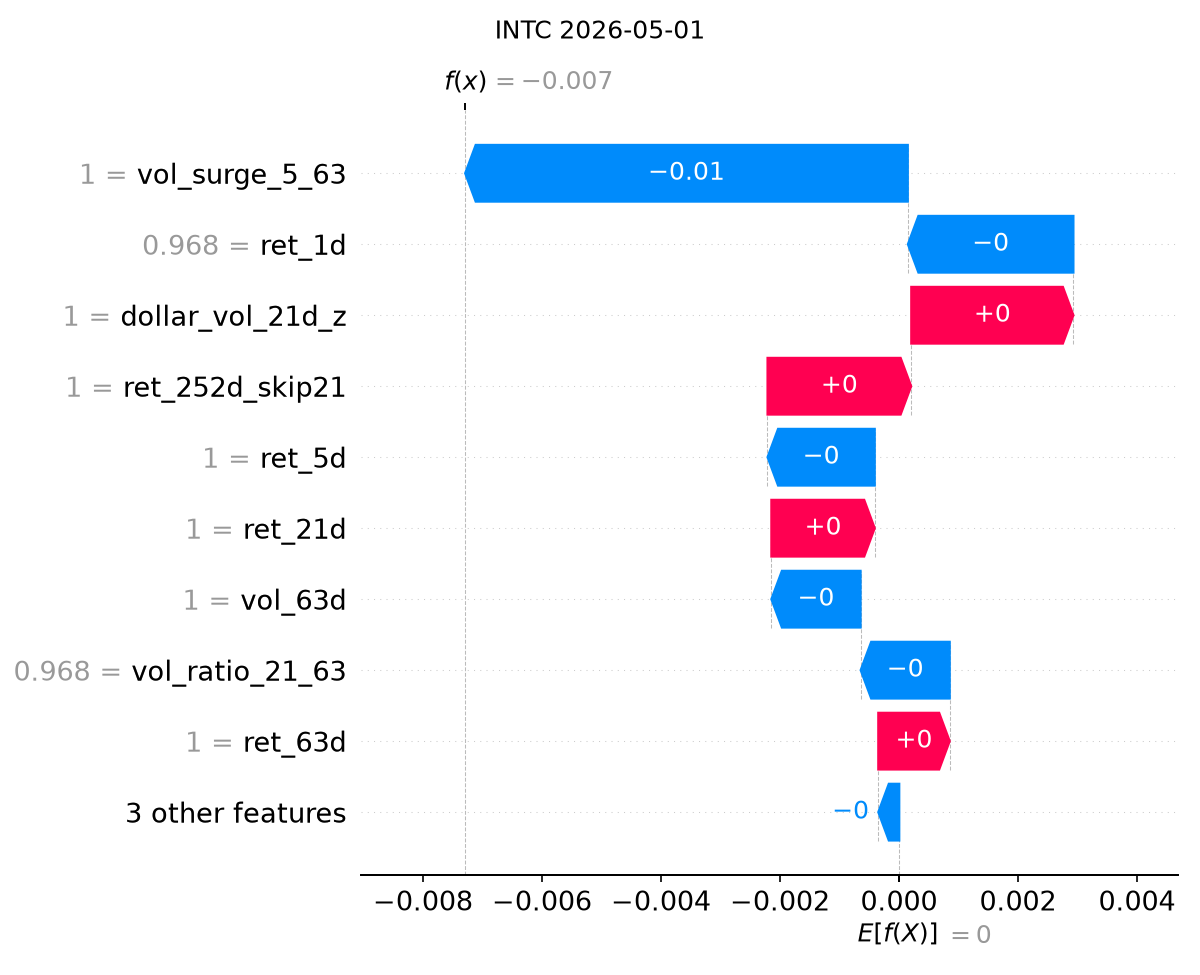 INTC 2026-05-01
f(x) = −0.007
1 = vol_surge_5_63
−0.01
0.968 = ret_1d
−0
1 = dollar_vol_21d_z
+0
1 = ret_252d_skip21
+0
1 = ret_5d
−0
1 = ret_21d
+0
1 = vol_63d
−0
0.968 = vol_ratio_21_63
−0
1 = ret_63d
+0
3 other features
−0
−0.008 −0.006 −0.004 −0.002 0.000 0.002 0.004
E[f(X)] = 0